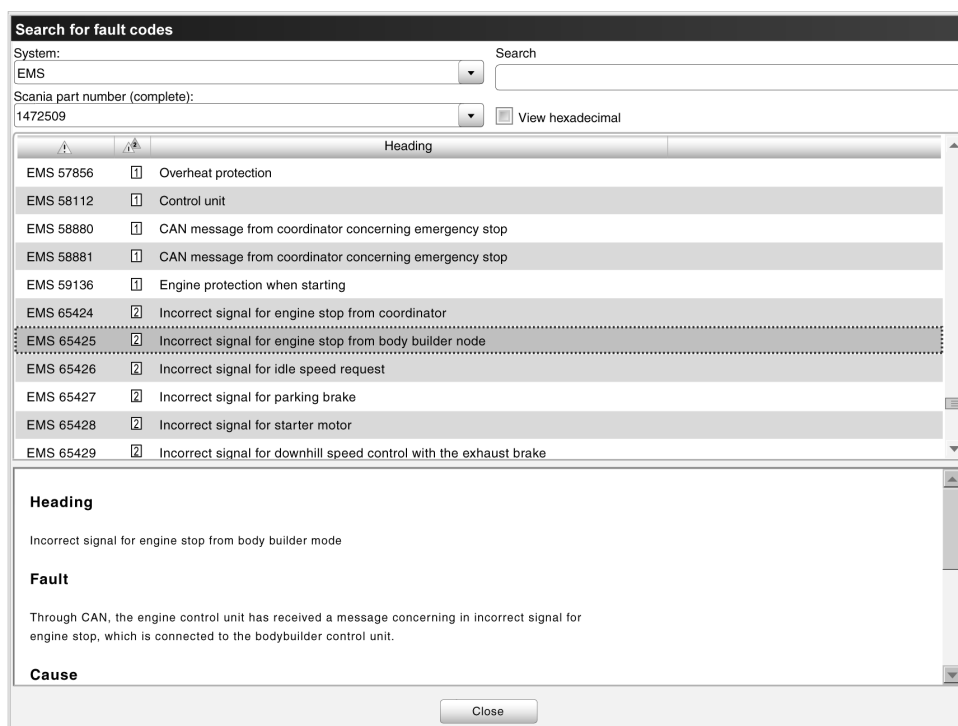 Search for fault codes
System:
Search
EMS
Scania part number (complete):
1472509
View hexadecimal
Heading
EMS 57856 1 Overheat protection
EMS 58112 1 Control unit
EMS 58880 1 CAN message from coordinator concerning emergency stop
EMS 58881 1 CAN message from coordinator concerning emergency stop
EMS 59136 1 Engine protection when starting
EMS 65424 2 Incorrect signal for engine stop from coordinator
EMS 65425 2 Incorrect signal for engine stop from body builder node
EMS 65426 2 Incorrect signal for idle speed request
EMS 65427 2 Incorrect signal for parking brake
EMS 65428 2 Incorrect signal for starter motor
EMS 65429 2 Incorrect signal for downhill speed control with the exhaust brake
Heading
Incorrect signal for engine stop from body builder mode
Fault
Through CAN, the engine control unit has received a message concerning in incorrect signal for
engine stop, which is connected to the bodybuilder control unit.
Cause
Close